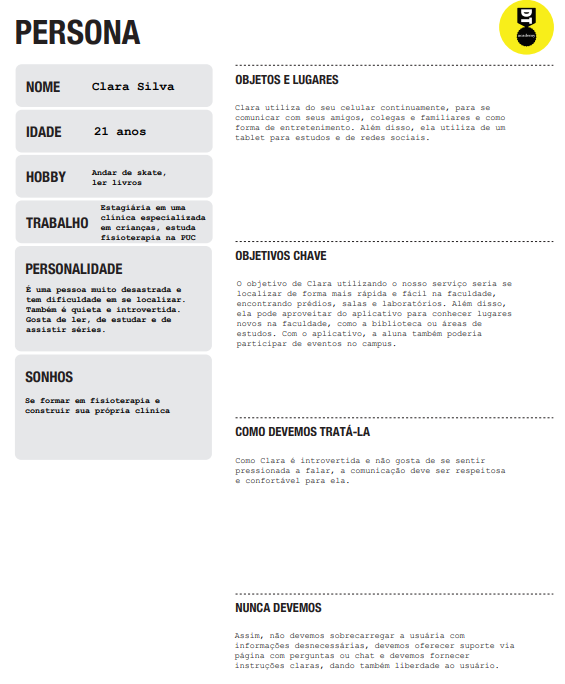 PERSONA
DT
academy
NOME Clara Silva
IDADE 21 anos
HOBBY Andar de skate,
ler livros
TRABALHO Estagiária em uma
clínica especializada
em crianças, estuda
fisioterapia na PUC
PERSONALIDADE
É uma pessoa muito desastrada e
tem dificuldade em se localizar.
Também é quieta e introvertida.
Gosta de ler, de estudar e de
assistir séries.
SONHOS
Se formar em fisioterapia e
construir sua própria clínica
OBJETOS E LUGARES
Clara utiliza do seu celular continuamente, para se
comunicar com seus amigos, colegas e familiares e como
forma de entretenimento. Além disso, ela utiliza de um
tablet para estudos e de redes sociais.
OBJETIVOS CHAVE
O objetivo de Clara utilizando o nosso serviço seria se
localizar de forma mais rápida e fácil na faculdade,
encontrando prédios, salas e laboratórios. Além disso,
ela pode aproveitar do aplicativo para conhecer lugares
novos na faculdade, como a biblioteca ou áreas de
estudos. Com o aplicativo, a aluna também poderia
participar de eventos no campus.
COMO DEVEMOS TRATÁ-LA
Como Clara é introvertida e não gosta de se sentir
pressionada a falar, a comunicação deve ser respeitosa
e confortável para ela.
NUNCA DEVEMOS
Assim, não devemos sobrecarregar a usuária com
informações desnecessárias, devemos oferecer suporte via
página com perguntas ou chat e devemos fornecer
instruções claras, dando também liberdade ao usuário.